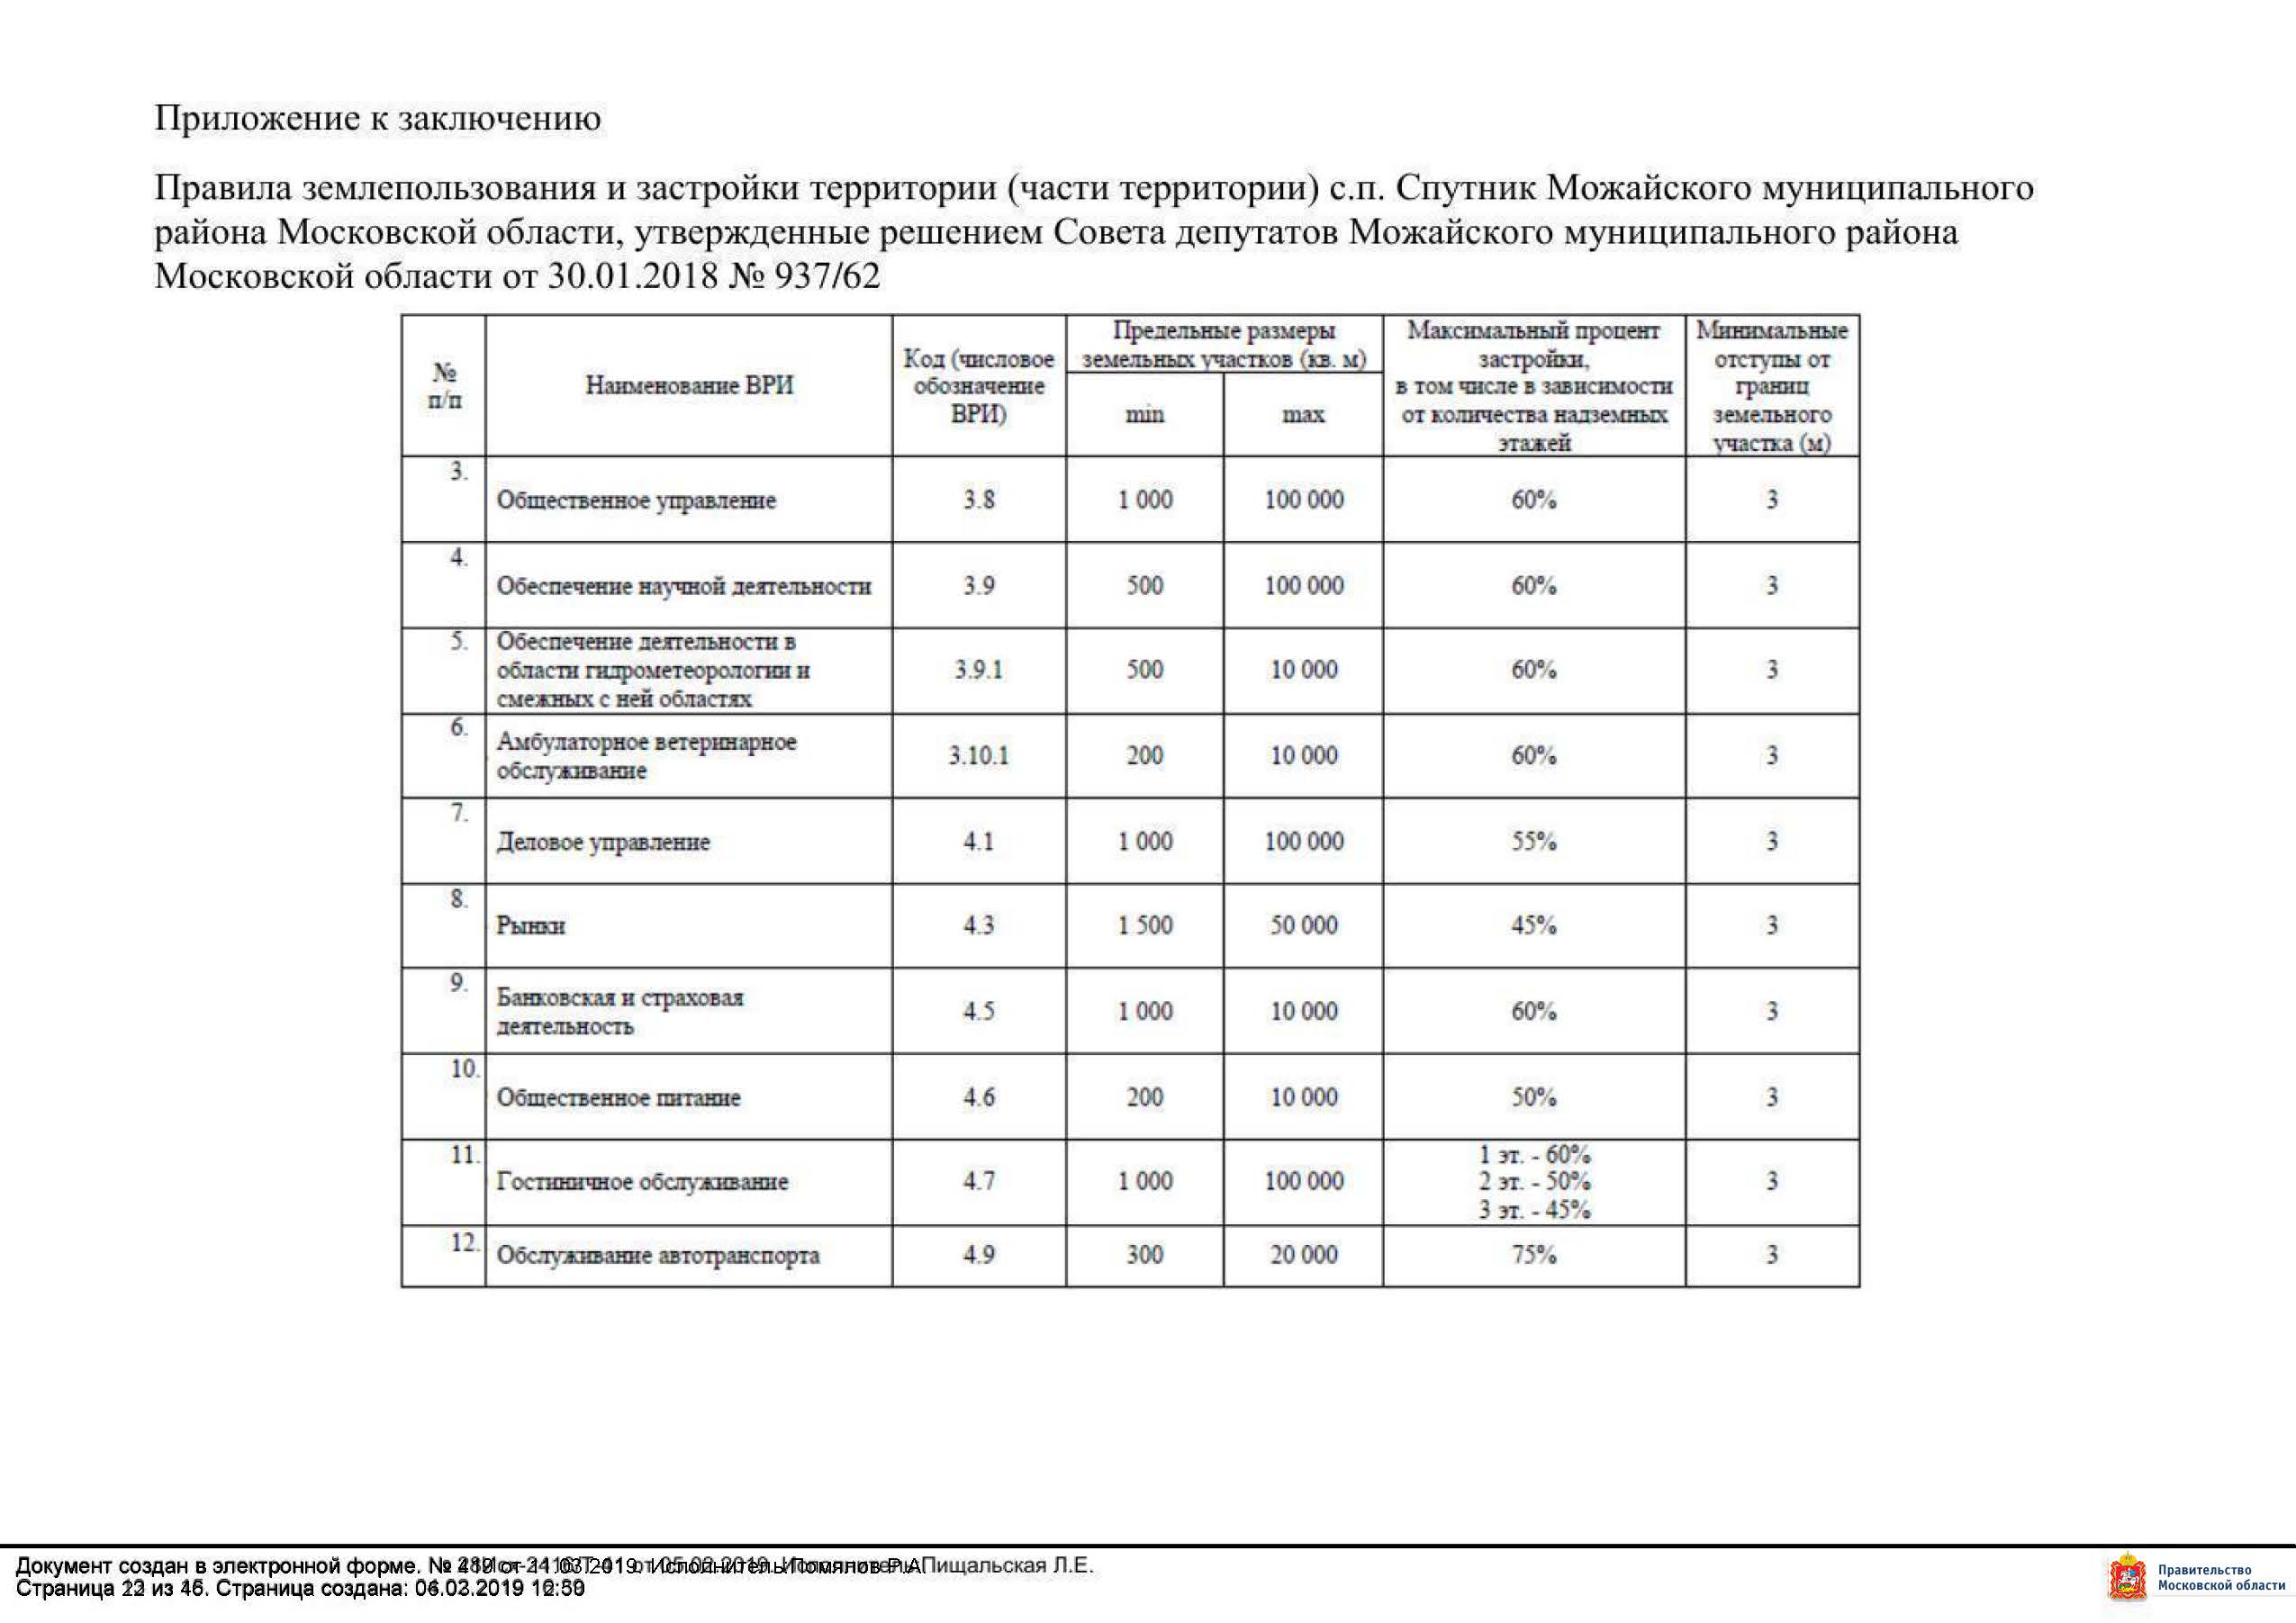 Приложение к заключению
Правила землепользования и застройки территории (части территории) с.п. Спутник Можайского муниципального
района Московской области, утвержденные решением Совета депутатов Можайского муниципального района
Московской области от 30.01.2018 № 937/62
№
п/п
Наименование ВРИ
Код (числовое
обозначение
ВРИ)
Предельные размеры
земельных участков (кв. м)
min
max
Максимальный процент
застройки,
в том числе в зависимости
от количества надземных
этажей
Минимальные
отступы от
границ
земельного
участка (м)
3.
Общественное управление
3.8
1 000
100 000
60%
3
4.
Обеспечение научной деятельности
3.9
500
100 000
60%
3
5.
Обеспечение деятельности в
области гидрометеорологии и
смежных с ней областях
3.9.1
500
10 000
60%
3
6.
Амбулаторное ветеринарное
обслуживание
3.10.1
200
10 000
60%
3
7.
Деловое управление
4.1
1 000
100 000
55%
3
8.
Рынки
4.3
1 500
50 000
45%
3
9.
Банковская и страховая
деятельность
4.5
1 000
10 000
60%
3
10.
Общественное питание
4.6
200
10 000
50%
3
11.
Гостиничное обслуживание
4.7
1 000
100 000
1 эт. - 60%
2 эт. - 50%
3 эт. - 45%
3
12.
Обслуживание автотранспорта
4.9
300
20 000
75%
3
Документ создан в электронной форме. № Пищальская Л.Е.
Страница из Страница создана:
Правительство
Московской области